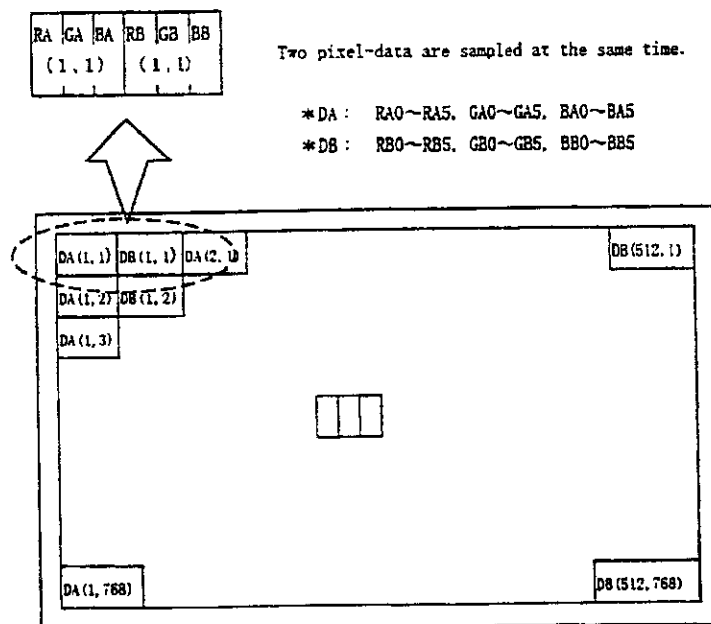 RA GA BA RB GB BB
(1,1) (1,1)
Two pixel-data are sampled at the same time.
*DA: RA0~RA5, GA0~GA5, BA0~BA5
*DB: RB0~RB5, GB0~GB5, BB0~BB5
DA(1,1) DB(1,1) DA(2,1) DB(512,1)
DA(1,2) DB(1,2)
DA(1,3)
DA(1,768) DB(512,768)